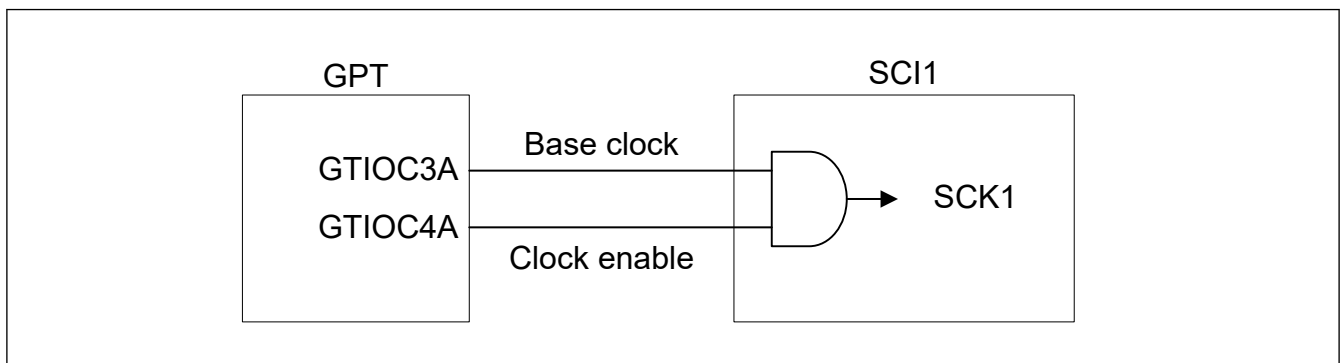 GPT
SCI1
GTIOC3A
Base clock
SCK1
GTIOC4A
Clock enable